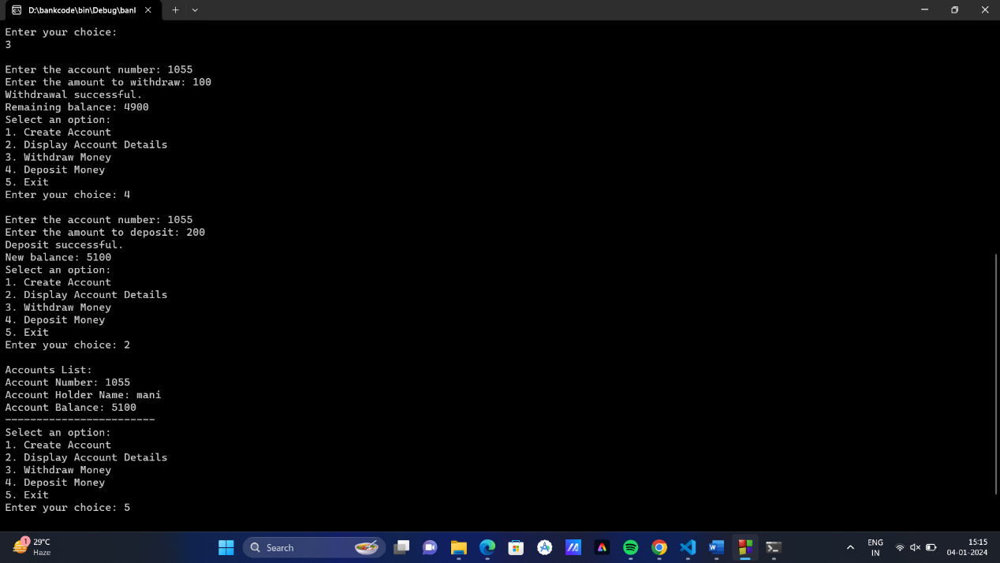 D:\bankcode\bin\Debug\banl
Enter your choice:
3
Enter the account number: 1055
Enter the amount to withdraw: 100
Withdrawal successful.
Remaining balance: 4900
Select an option:
1. Create Account
2. Display Account Details
3. Withdraw Money
4. Deposit Money
5. Exit
Enter your choice: 4
Enter the account number: 1055
Enter the amount to deposit: 200
Deposit successful.
New balance: 5100
Select an option:
1. Create Account
2. Display Account Details
3. Withdraw Money
4. Deposit Money
5. Exit
Enter your choice: 2
Accounts List:
Account Number: 1055
Account Holder Name: mani
Account Balance: 5100
------------------------
Select an option:
1. Create Account
2. Display Account Details
3. Withdraw Money
4. Deposit Money
5. Exit
Enter your choice: 5
1
29°C
Haze
Search
ENG
IN
15:15
04-01-2024